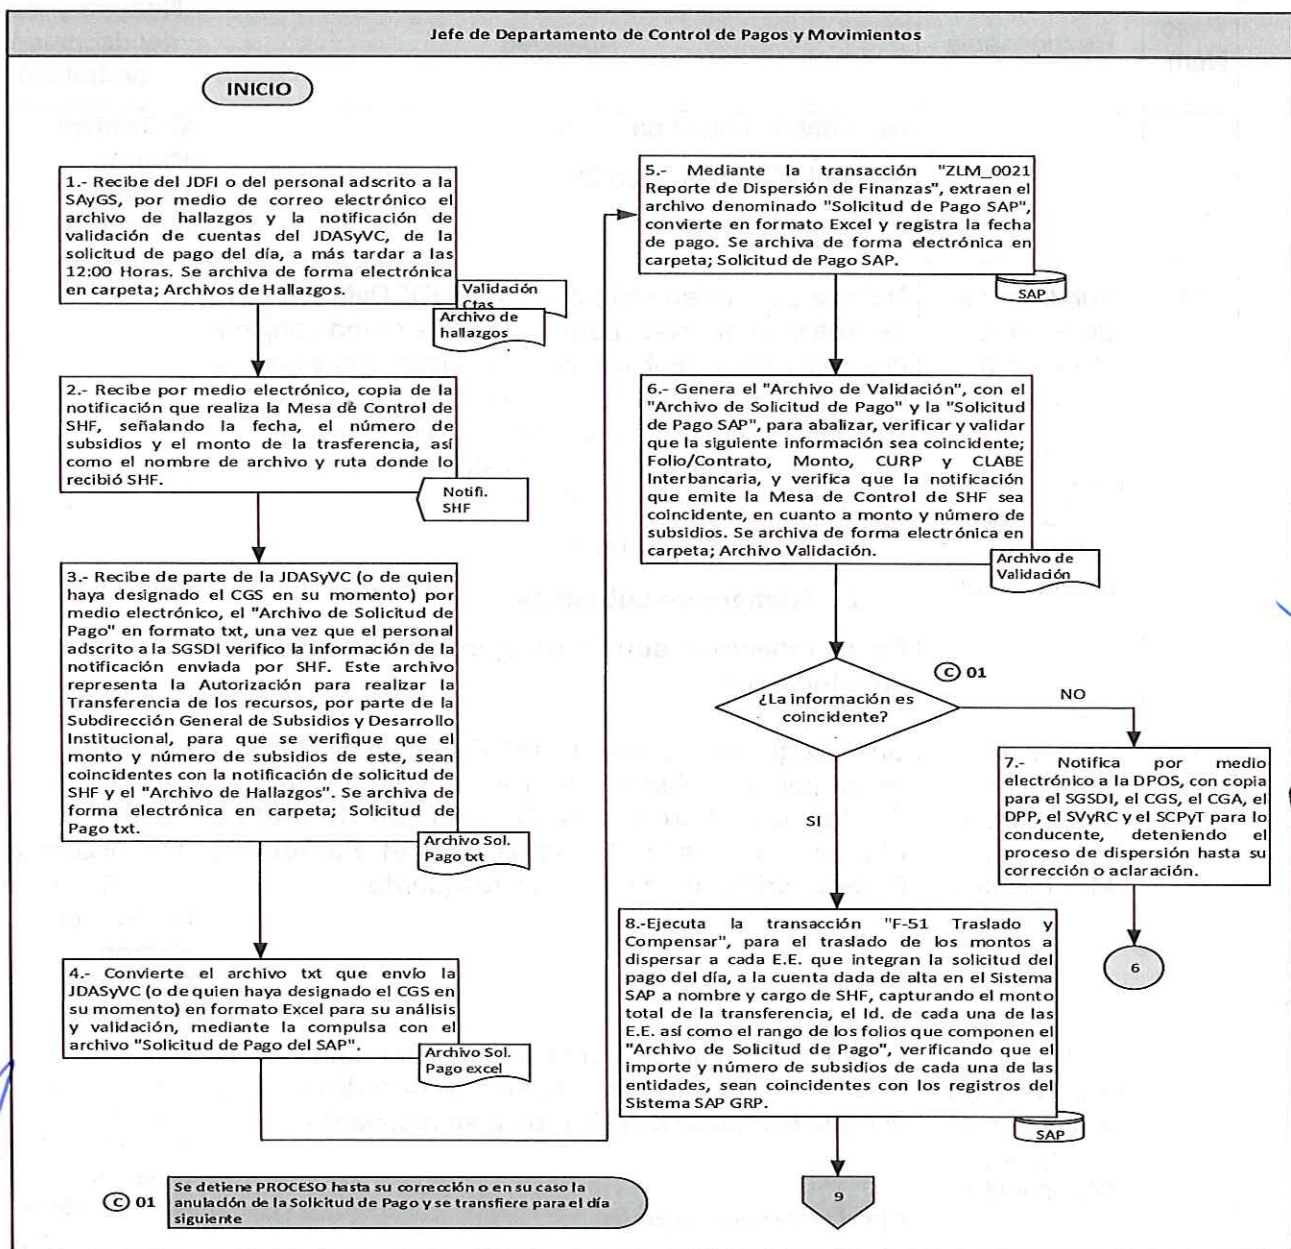 Jefe de Departamento de Control de Pagos y Movimientos
INICIO
1.- Recibe del JDFI o del personal adscrito a la
SAyGS, por medio de correo electrónico el
archivo de hallazgos y la notificación de
validación de cuentas del JDASyVC, de la
solicitud de pago del día, a más tardar a las
12:00 Horas. Se archiva de forma electrónica
en carpeta; Archivos de Hallazgos.
Validación
Ctas
Archivo de
hallazgos
2.- Recibe por medio electrónico, copia de la
notificación que realiza la Mesa de Control de
SHF, señalando la fecha, el número de
subsidios y el monto de la trasferencia, así
como el nombre de archivo y ruta donde lo
recibió SHF.
Notifi.
SHF
3.- Recibe de parte de la JDASyVC (o de quien
haya designado el CGS en su momento) por
medio electrónico, el "Archivo de Solicitud de
Pago" en formato txt, una vez que el personal
adscrito a la SGSDI verifico la información de la
notificación enviada por SHF. Este archivo
representa la Autorización para realizar la
Transferencia de los recursos, por parte de la
Subdirección General de Subsidios y Desarrollo
Institucional, para que se verifique que el
monto y número de subsidios de este, sean
coincidentes con la notificación de solicitud de
SHF y el "Archivo de Hallazgos". Se archiva de
forma electrónica en carpeta; Solicitud de
Pago txt.
Archivo Sol.
Pago txt
4.- Convierte el archivo txt que envío la
JDASyVC (o de quien haya designado el CGS en
su momento) en formato Excel para su análisis
y validación, mediante la compulsa con el
archivo "Solicitud de Pago del SAP".
Archivo Sol.
Pago excel
5.- Mediante la transacción "ZLM_0021
Reporte de Dispersión de Finanzas", extraen el
archivo denominado "Solicitud de Pago SAP",
convierte en formato Excel y registra la fecha
de pago. Se archiva de forma electrónica en
carpeta; Solicitud de Pago SAP.
SAP
6.- Genera el "Archivo de Validación", con el
"Archivo de Solicitud de Pago" y la "Solicitud
de Pago SAP", para abalizar, verificar y validar
que la siguiente información sea coincidente;
Folio/Contrato, Monto, CURP y CLABE
Interbancaria, y verifica que la notificación
que emite la Mesa de Control de SHF sea
coincidente, en cuanto a monto y número de
subsidios. Se archiva de forma electrónica en
carpeta; Archivo Validación.
Archivo de
Validación
¿La información es
coincidente?
C 01
NO
SI
7.- Notifica por medio
electrónico a la DPOS, con copia
para el SGSDI, el CGS, el CGA, el
DPP, el SVyRC y el SCPyT para lo
conducente, deteniendo el
proceso de dispersión hasta su
corrección o aclaración.
6
8.-Ejecuta la transacción "F-51 Traslado y
Compensar", para el traslado de los montos a
dispersar a cada E.E. que integran la solicitud del
pago del día, a la cuenta dada de alta en el Sistema
SAP a nombre y cargo de SHF, capturando el monto
total de la transferencia, el Id. de cada una de las
E.E. así como el rango de los folios que componen el
"Archivo de Solicitud de Pago", verificando que el
importe y número de subsidios de cada una de las
entidades, sean coincidentes con los registros del
Sistema SAP GRP.
SAP
9
C 01
Se detiene PROCESO hasta su corrección o en su caso la
anulación de la Solicitud de Pago y se transfiere para el día
siguiente